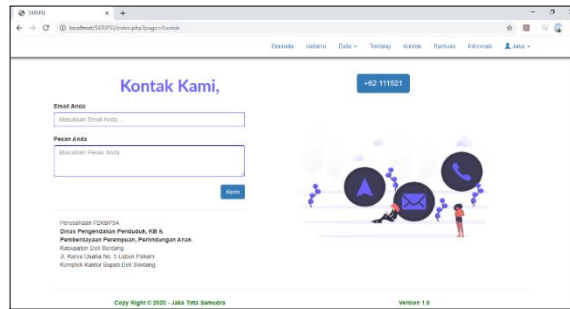 SKRIPSI
localhost/SKRIPSI/index.php?page=Kontak
Beranda Instansi Data Tentang Kontak Bantuan Informasi Jaka
Kontak Kami,
+62 111521
Email Anda
Masukkan Email Anda ...
Pesan Anda
Masukkan Pesan Anda
Kirim
Perusahaan P2KBP3A
Dinas Pengendalian Penduduk, KB &
Pemberdayaan Perempuan, Perlindungan Anak.
Kabupaten Deli Serdang
Jl. Karya Usaha No. 5 Lubuk Pakam
Komplek Kantor Bupati Deli Serdang.
Copy Right © 2020 - Jaka Tirta Samudra
Version 1.0